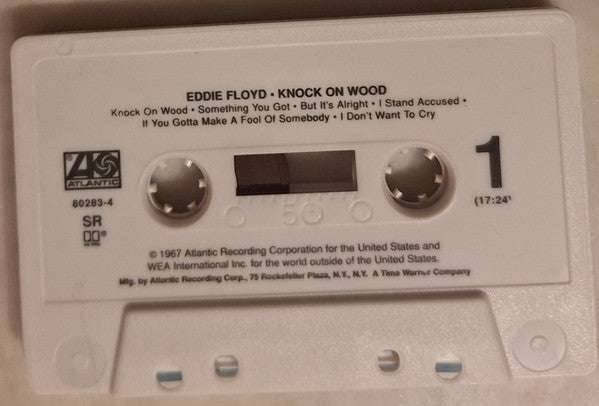 EDDIE FLOYD • KNOCK ON WOOD
Knock On Wood • Something You Got • But It's Alright • I Stand Accused •
If You Gotta Make A Fool Of Somebody • I Don't Want To Cry
ATLANTIC
1
80283-4
(17:24)
SR
50
© 1967 Atlantic Recording Corporation for the United States and
WEA International Inc. for the world outside of the United States.
Mfg. by Atlantic Recording Corp., 75 Rockefeller Plaza, N.Y., N.Y. A Time Warner Company